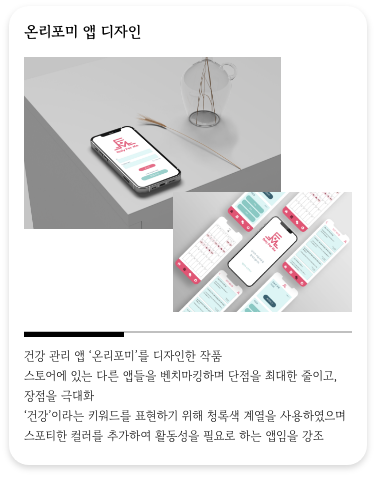 온리포미 앱 디자인
건강 관리 앱 ‘온리포미’를 디자인한 작품
스토어에 있는 다른 앱들을 벤치마킹하며 단점을 최대한 줄이고,
장점을 극대화
‘건강’이라는 키워드를 표현하기 위해 청록색 계열을 사용하였으며
스포티한 컬러를 추가하여 활동성을 필요로 하는 앱임을 강조